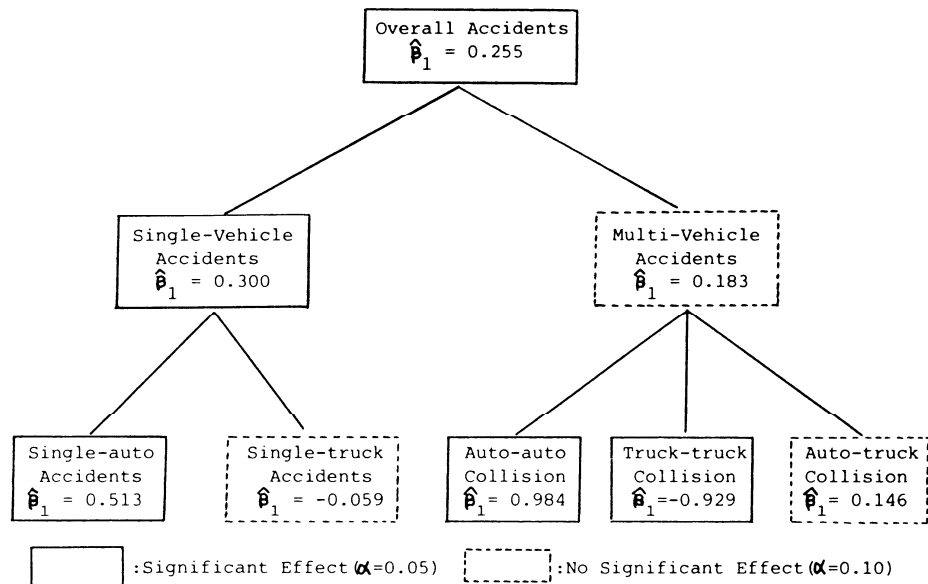 Overall Accidents
β̂1 = 0.255
Single-Vehicle
Accidents
β̂1 = 0.300
Multi-Vehicle
Accidents
β̂1 = 0.183
Single-auto
Accidents
β̂1 = 0.513
Single-truck
Accidents
β̂1 = -0.059
Auto-auto
Collision
β̂1 = 0.984
Truck-truck
Collision
β̂1=-0.929
Auto-truck
Collision
β̂1 = 0.146
:Significant Effect(α=0.05)
:No Significant Effect(α=0.10)